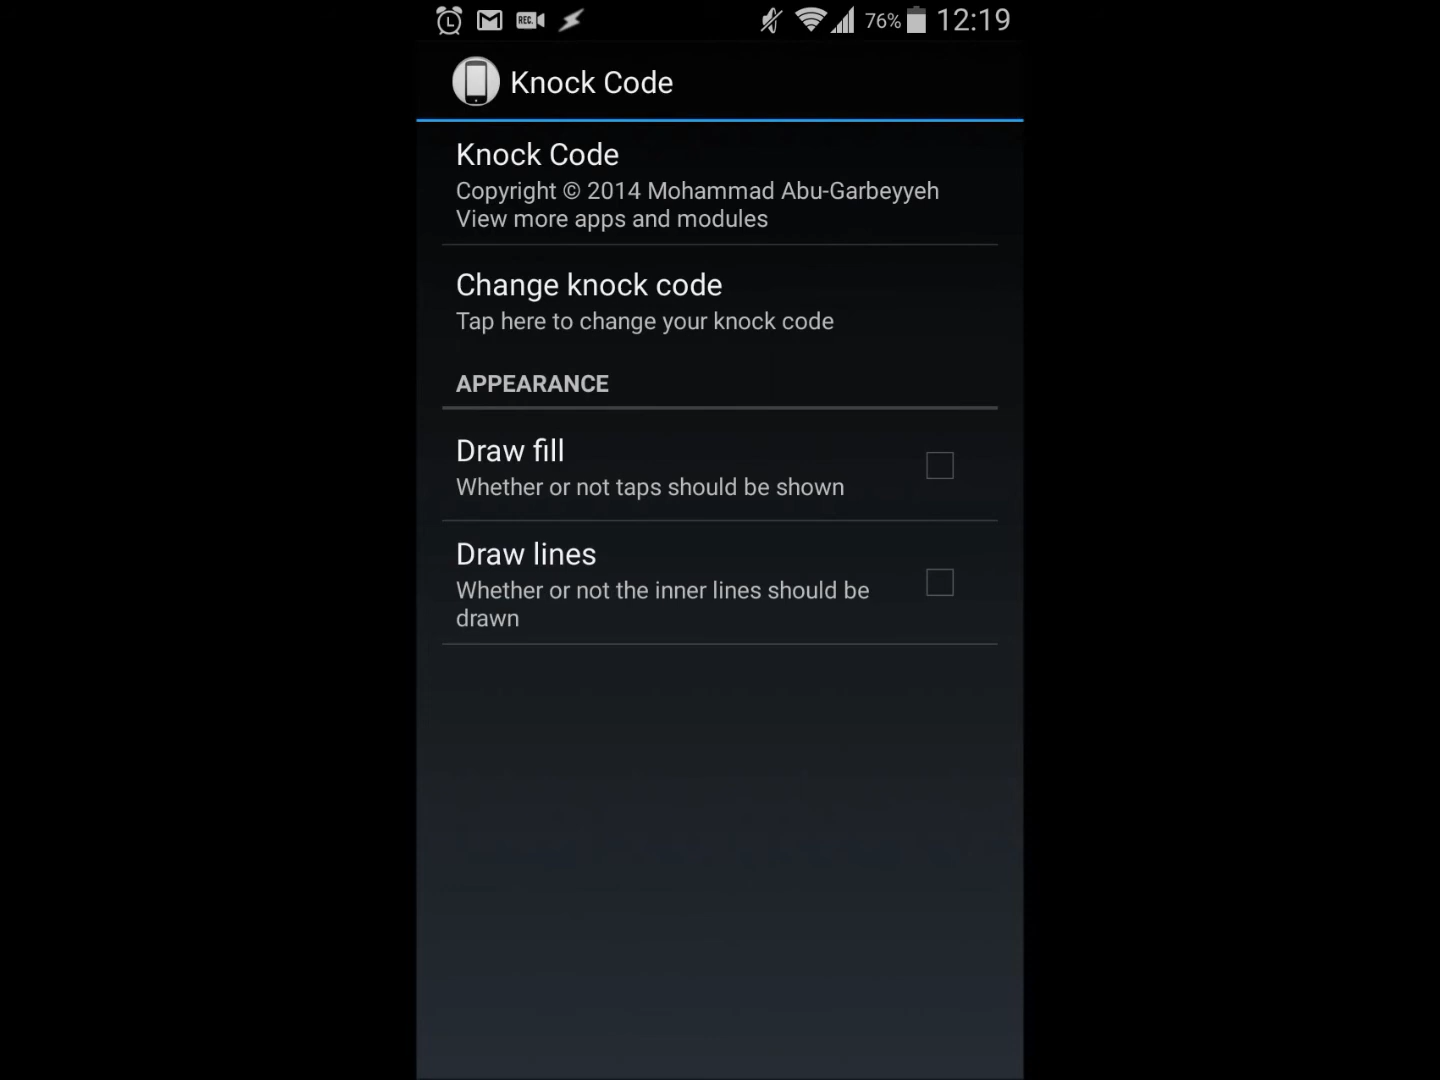 REC. 76% 12:19
Knock Code
Knock Code
Copyright © 2014 Mohammad Abu-Garbeyyeh
View more apps and modules
Change knock code
Tap here to change your knock code
APPEARANCE
Draw fill
Whether or not taps should be shown
Draw lines
Whether or not the inner lines should be
drawn